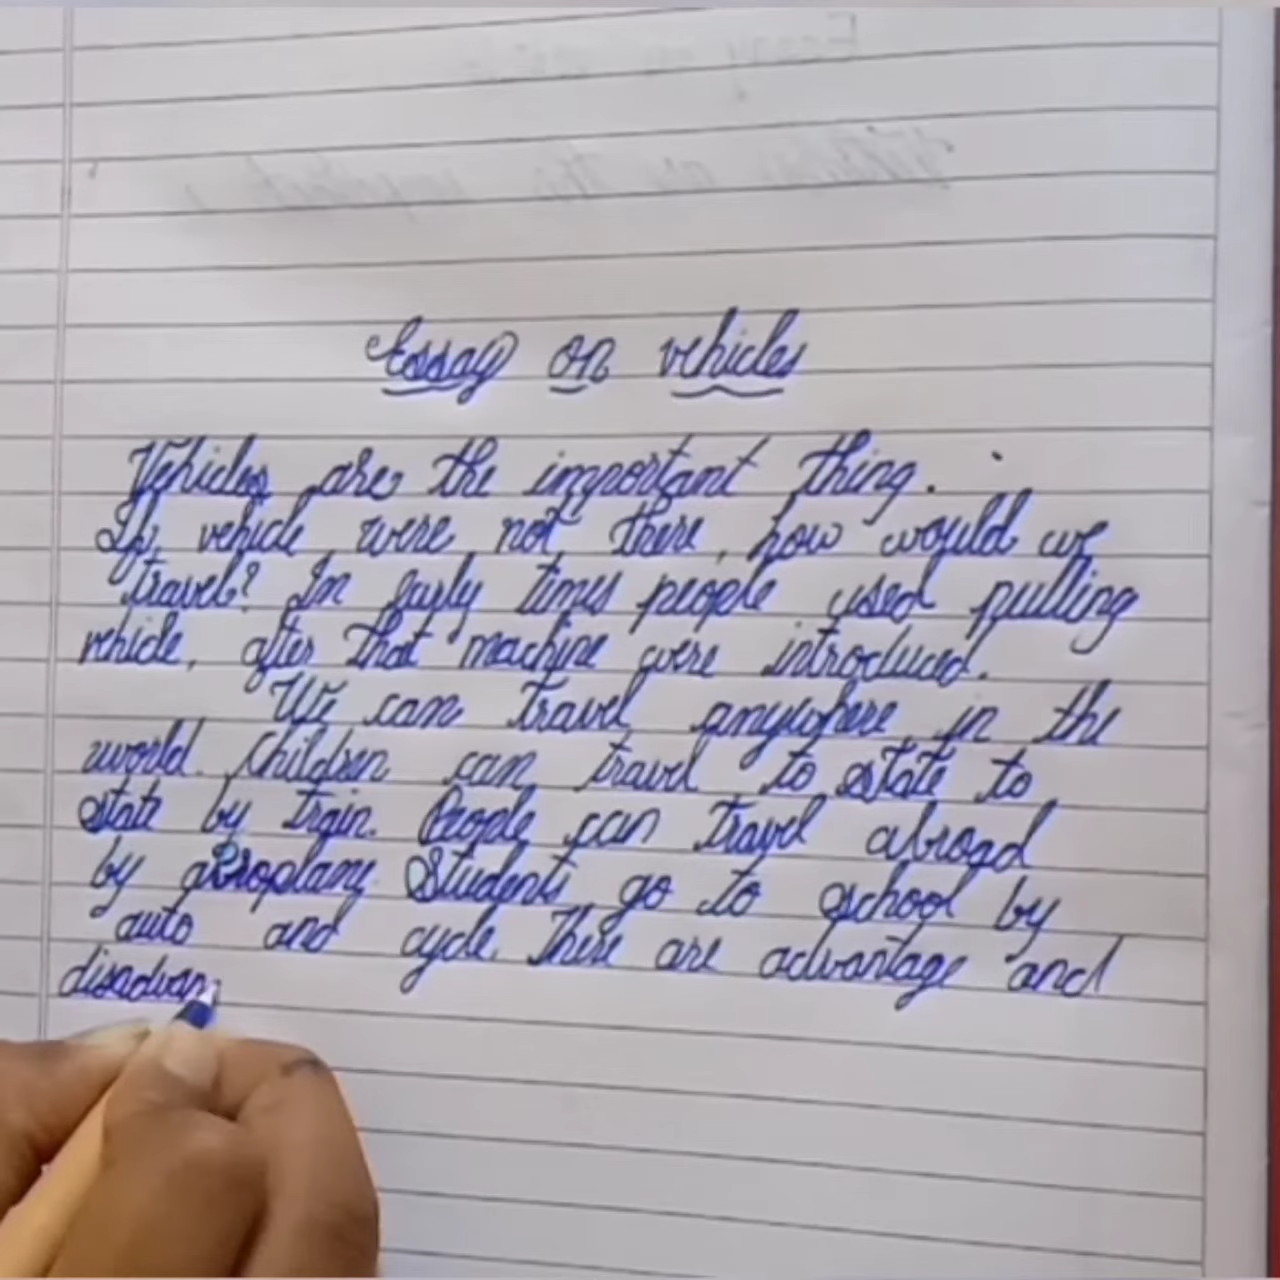 Essay on vehicles
Vehicles are the important thing.
If vehicle were not there, how would we
travel? In early times people used pulling
vehicle, after that machine were introduced.
We can travel anywhere in the
world. Children can travel to state to
state by train. People can travel abroad
by aeroplane. Students go to school by
auto and cycle. There are advantage and
disadvan